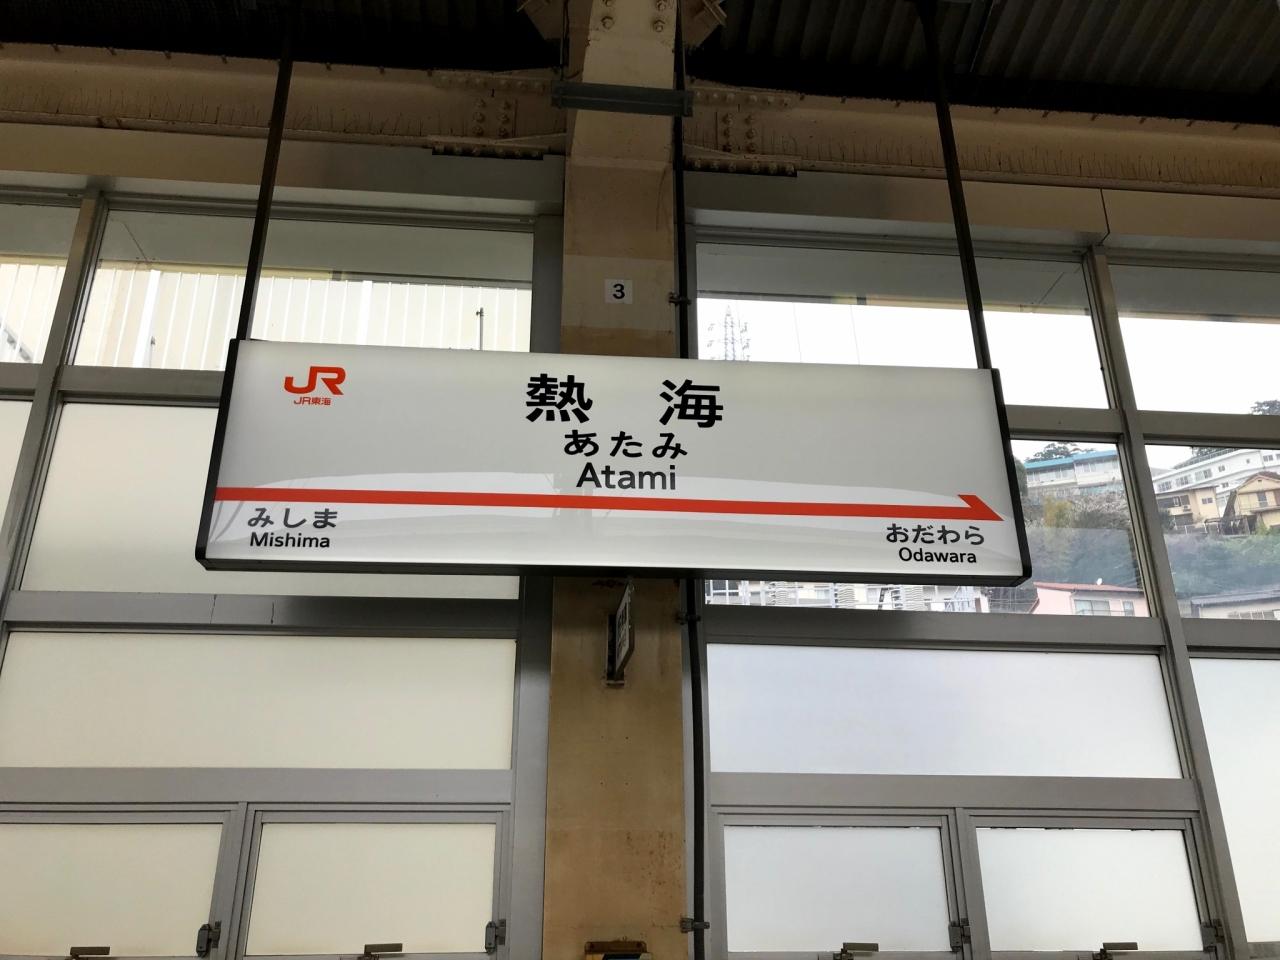 3
JR
JR東海
熱海
あたみ
Atami
みしま
Mishima
おだわら
Odawara